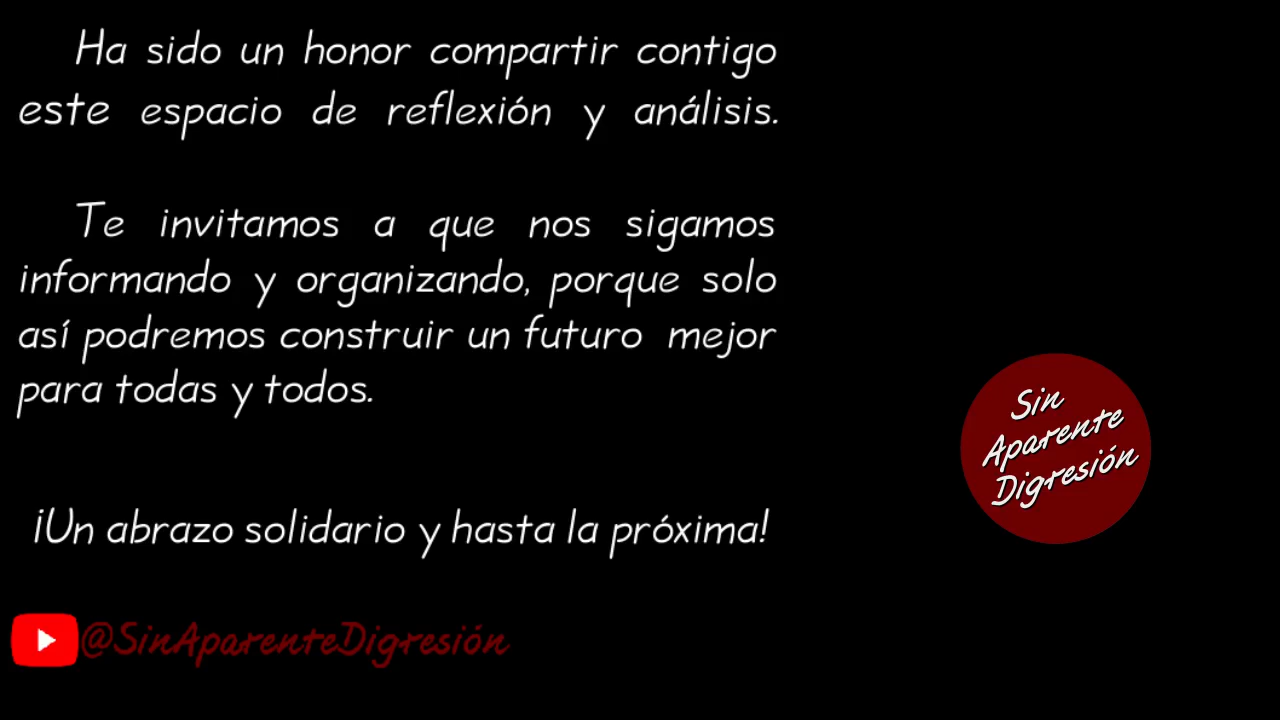 Ha sido un honor compartir contigo
este espacio de reflexión y análisis.
Te invitamos a que nos sigamos
informando y organizando, porque solo
así podremos construir un futuro mejor
para todas y todos.
¡Un abrazo solidario y hasta la próxima!
@SinAparenteDigresión
Sin
Aparente
Digresión